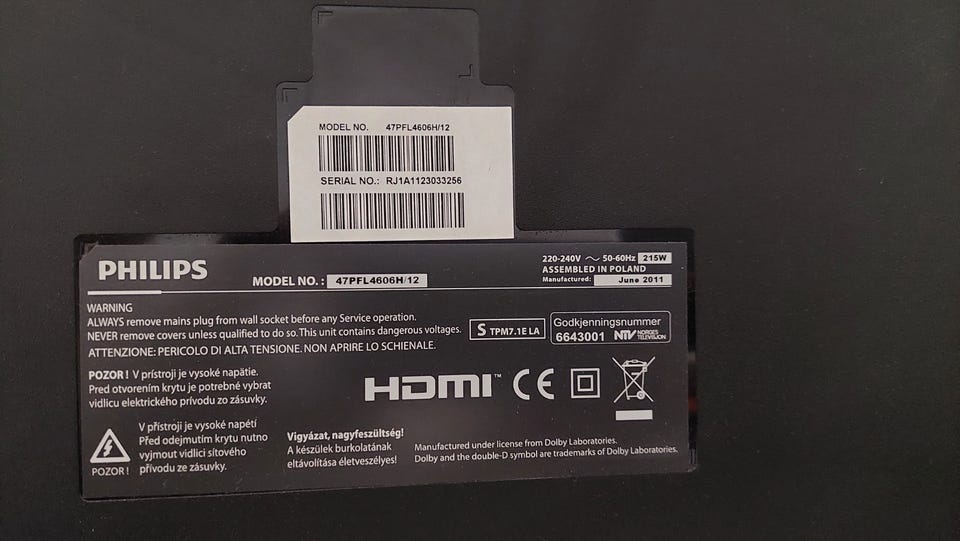 MODEL NO. 47PFL4606H/12
SERIAL NO.: RJ1A1123033256
PHILIPS
MODEL NO. : 47PFL4606H/12
220-240V ~ 50-60Hz 215W
ASSEMBLED IN POLAND
Manufactured: June 2011
WARNING
ALWAYS remove mains plug from wall socket before any Service operation.
NEVER remove covers unless qualified to do so. This unit contains dangerous voltages.
ATTENZIONE: PERICOLO DI ALTA TENSIONE. NON APRIRE LO SCHIENALE.
S TPM7.1E LA
Godkjenningsnummer
6643001 NTV NORGES
TELEVISJON
POZOR ! V prístroji je vysoké napätie.
Pred otvorením krytu je potrebné vybrat
vidlicu elektrického prívodu zo zásuvky.
HDMI™ CE
V přístroji je vysoké napětí
Před odejmutím krytu nutno
vyjmout vidlici síťového
přívodu ze zásuvky.
POZOR !
Vigyázat, nagyfeszültség!
A készülek burkolatának
eltávolítása életveszélyes!
Manufactured under license from Dolby Laboratories.
Dolby and the double-D symbol are trademarks of Dolby Laboratories.